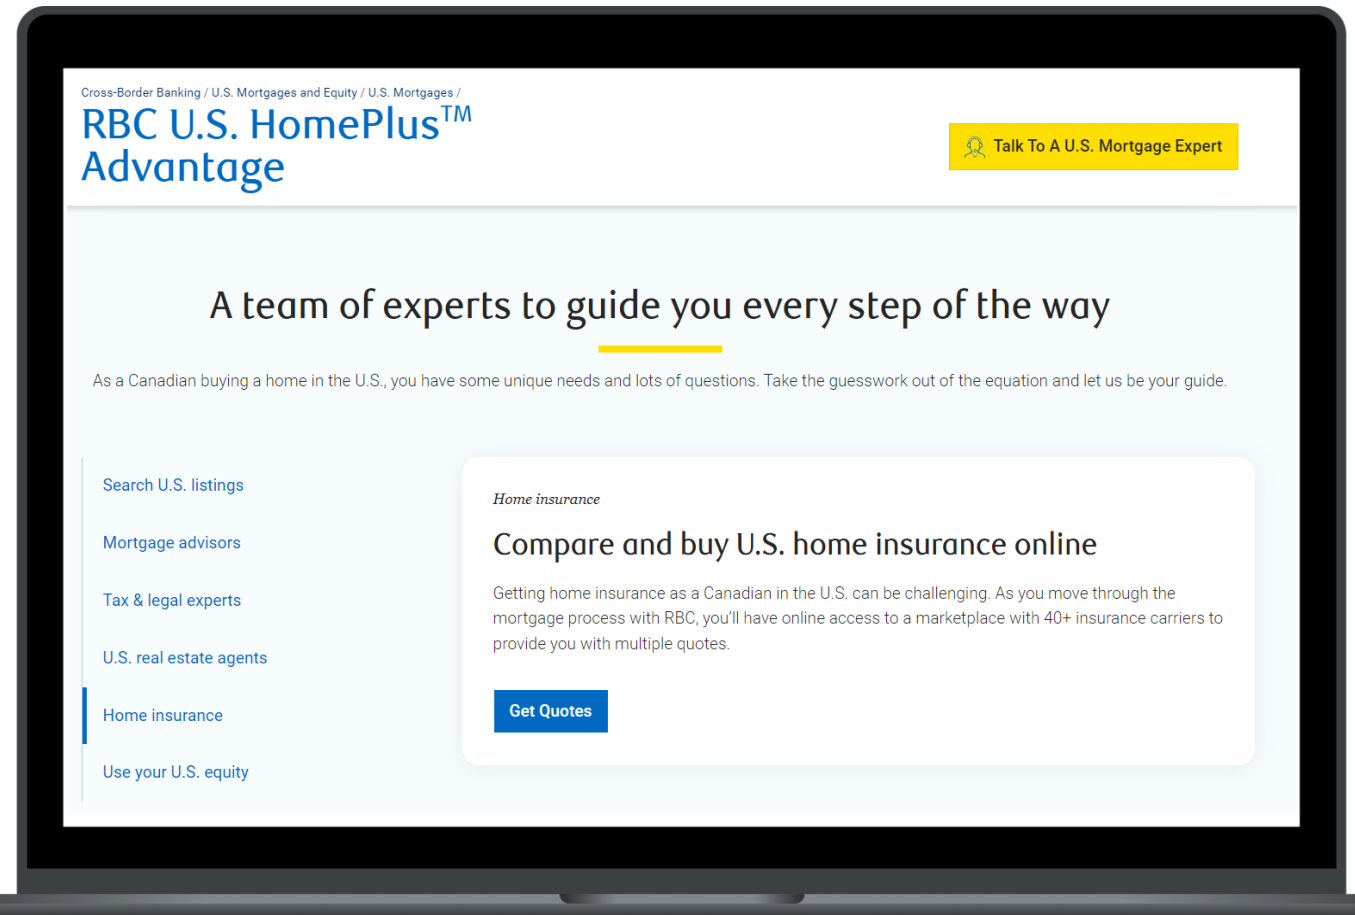 Cross-Border Banking / U.S. Mortgages and Equity / U.S. Mortgages /
RBC U.S. HomePlus™
Advantage
Talk To A U.S. Mortgage Expert
A team of experts to guide you every step of the way
As a Canadian buying a home in the U.S., you have some unique needs and lots of questions. Take the guesswork out of the equation and let us be your guide.
Search U.S. listings
Mortgage advisors
Tax & legal experts
U.S. real estate agents
Home insurance
Use your U.S. equity
Home insurance
Compare and buy U.S. home insurance online
Getting home insurance as a Canadian in the U.S. can be challenging. As you move through the
mortgage process with RBC, you’ll have online access to a marketplace with 40+ insurance carriers to
provide you with multiple quotes.
Get Quotes